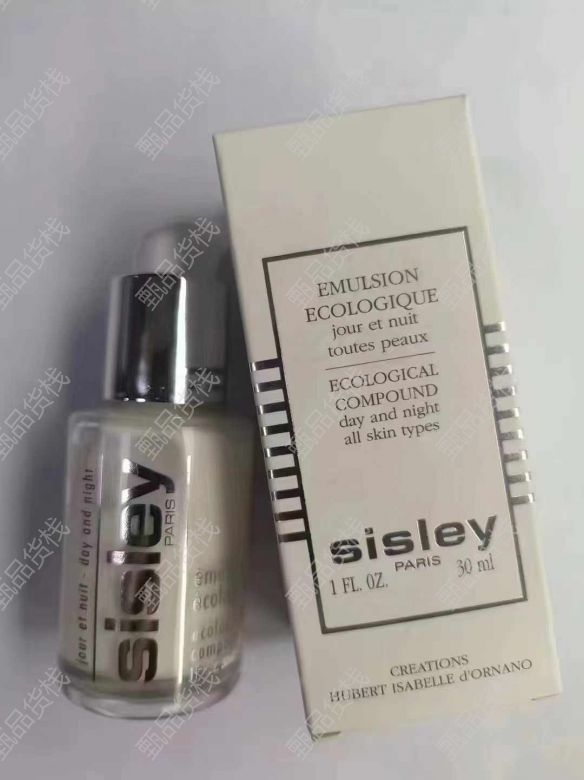 EMULSION
ECOLOGIQUE
jour et nuit
toutes peaux
ECOLOGICAL
COMPOUND
day and night
all skin types
sisley
PARIS
1 FL. OZ. 30 ml
CREATIONS
HUBERT ISABELLE d'ORNANO
jour et nuit - day and night
sisley
PARIS
甄品货栈